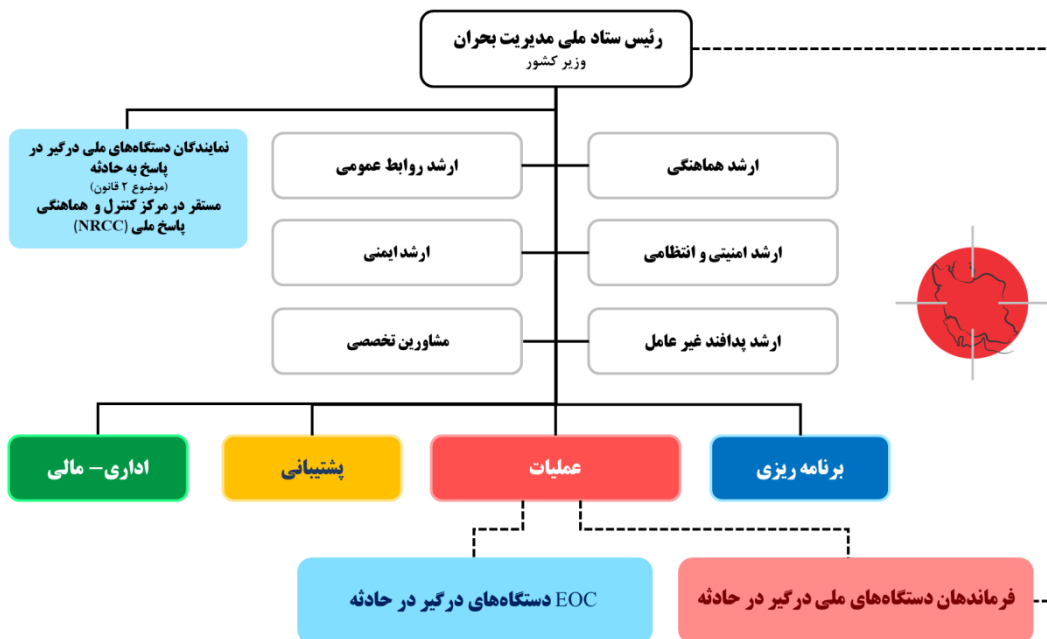 رئیس ستاد ملی مدیریت بحران
وزیر کشور
نمایندگان دستگاه‌های ملی درگیر در
پاسخ به حادثه
(موضوع ۲ قانون)
مستقر در مرکز کنترل و هماهنگی
پاسخ ملی (NRCC)
ارشد هماهنگی
ارشد روابط عمومی
ارشد امنیتی و انتظامی
ارشد ایمنی
ارشد پدافند غیر عامل
مشاورین تخصصی
برنامه ریزی
عملیات
پشتیبانی
اداری- مالی
فرماندهان دستگاه‌های ملی درگیر در حادثه
EOC دستگاه‌های درگیر در حادثه